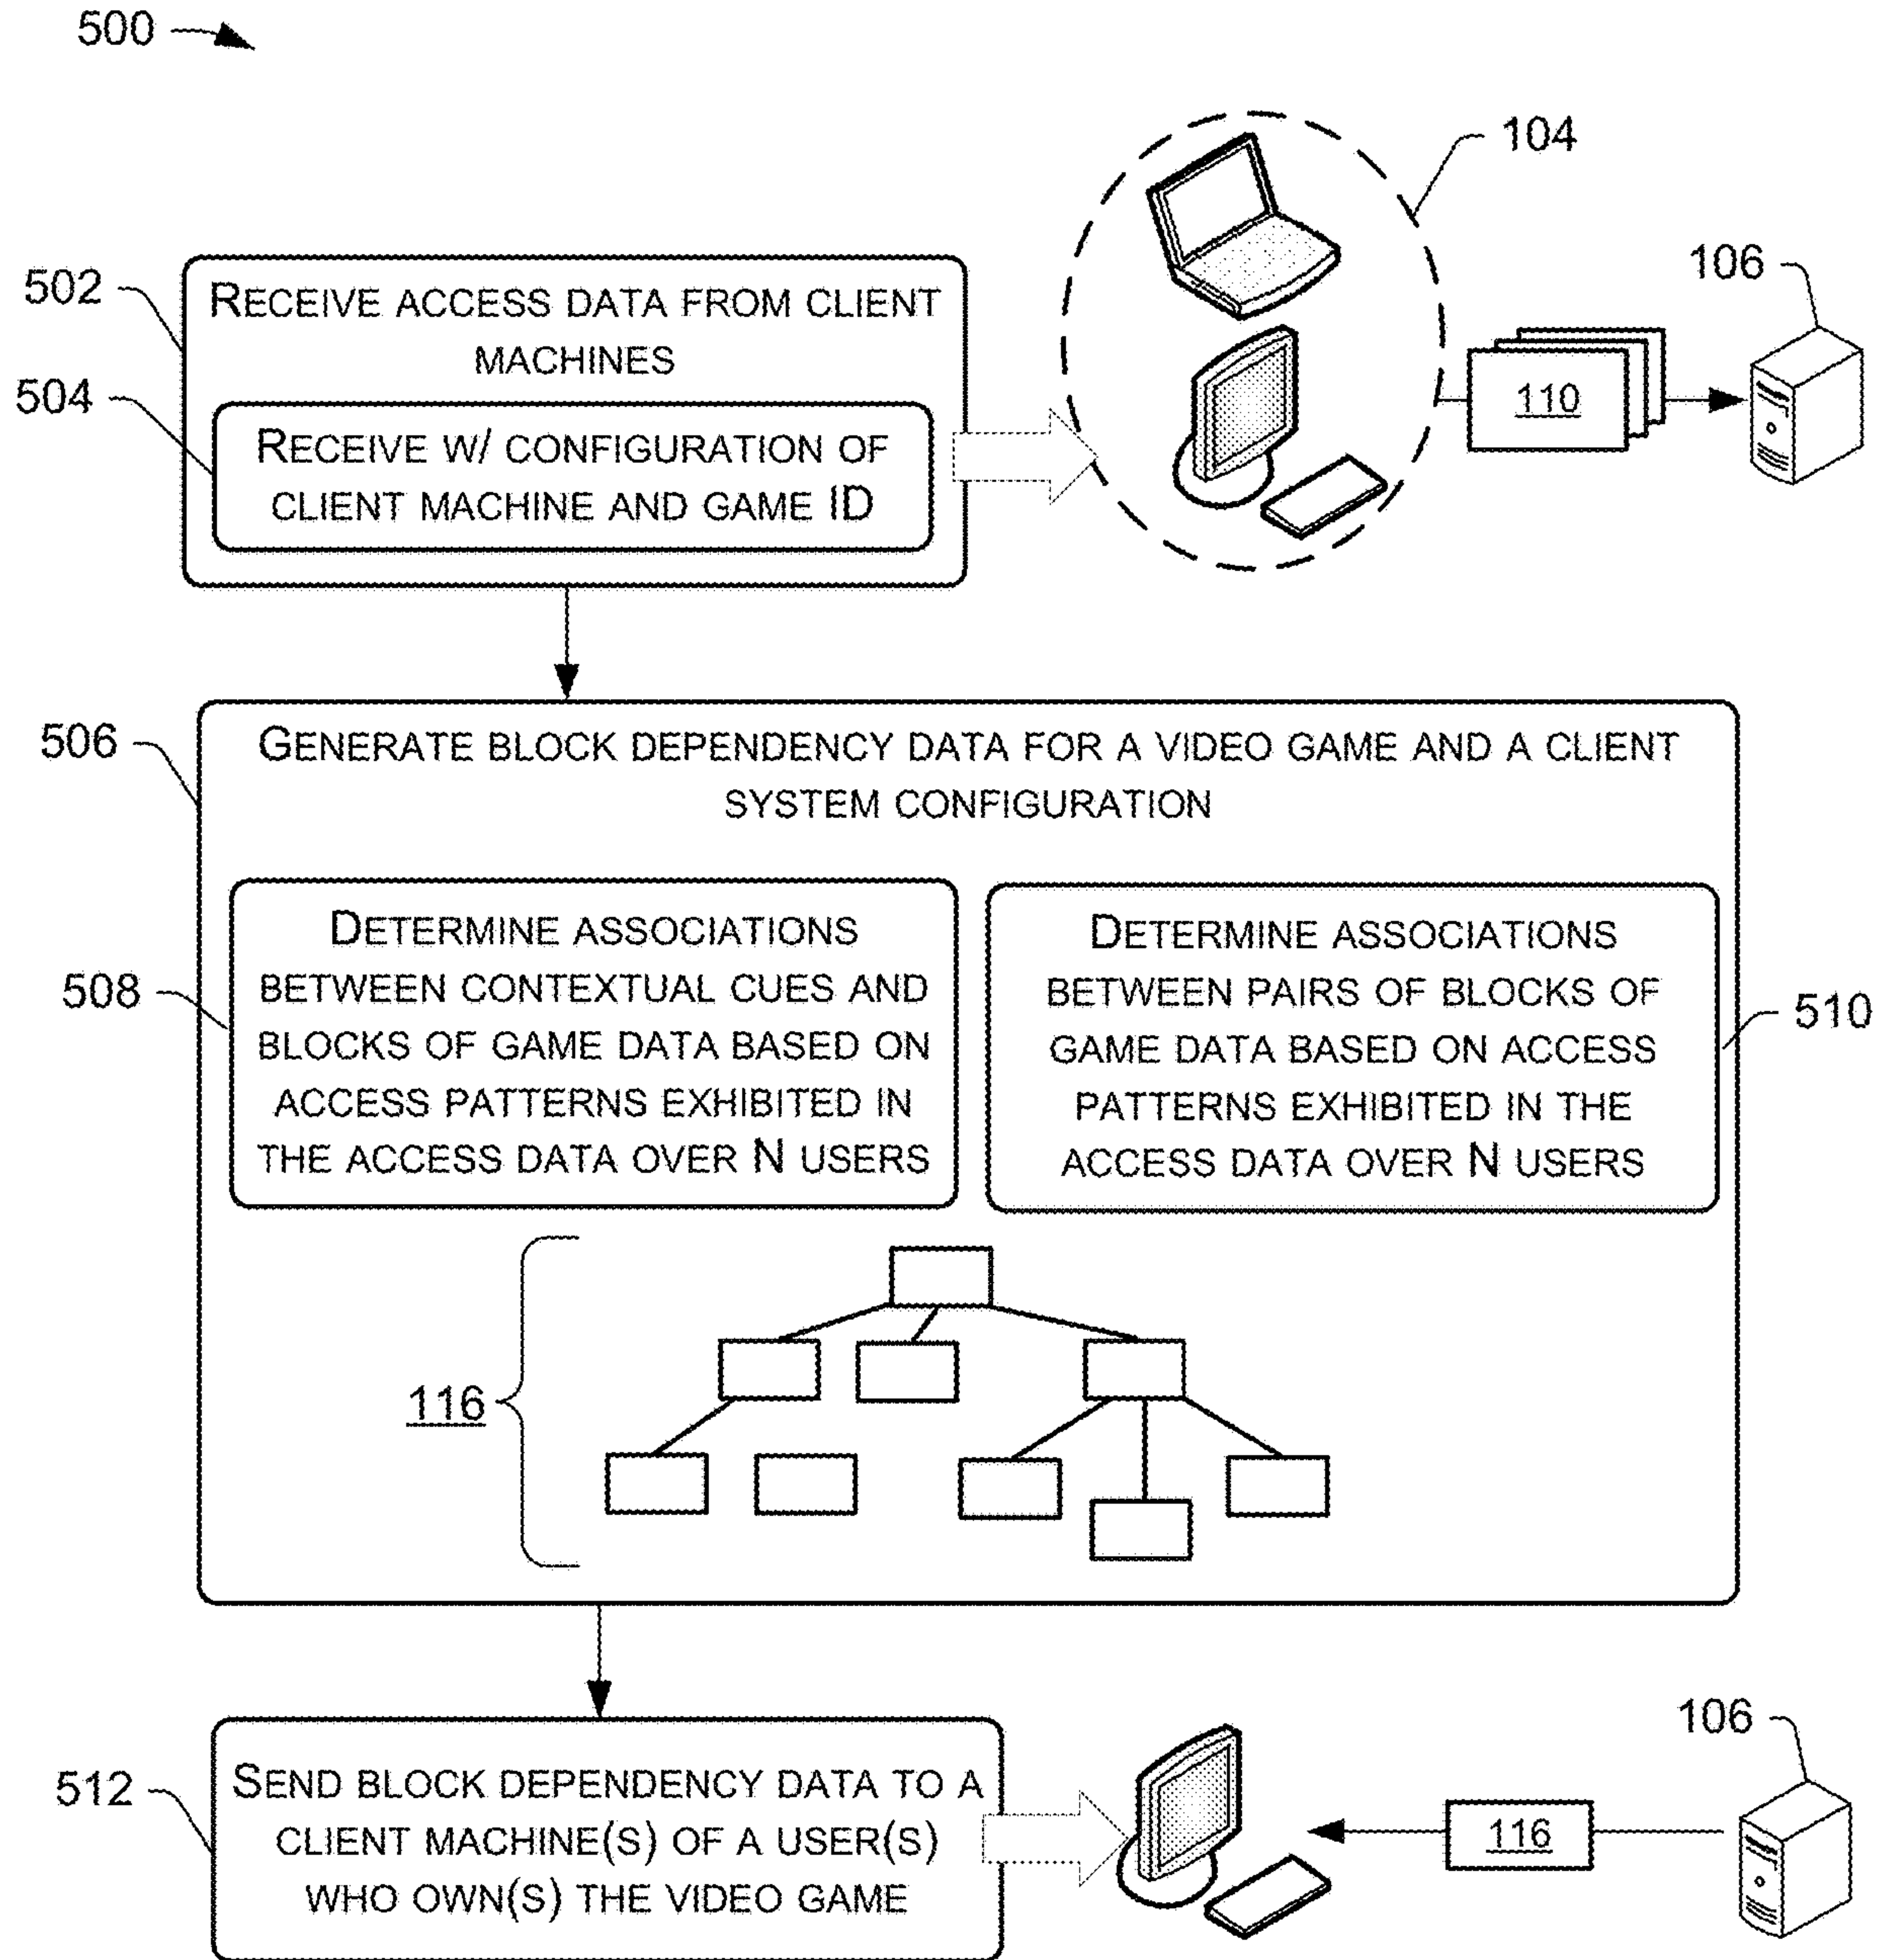 500
104
106
502
RECEIVE ACCESS DATA FROM CLIENT
MACHINES
504
RECEIVE W/ CONFIGURATION OF
CLIENT MACHINE AND GAME ID
110
506
GENERATE BLOCK DEPENDENCY DATA FOR A VIDEO GAME AND A CLIENT
SYSTEM CONFIGURATION
508
DETERMINE ASSOCIATIONS
BETWEEN CONTEXTUAL CUES AND
BLOCKS OF GAME DATA BASED ON
ACCESS PATTERNS EXHIBITED IN
THE ACCESS DATA OVER N USERS
DETERMINE ASSOCIATIONS
BETWEEN PAIRS OF BLOCKS OF
GAME DATA BASED ON ACCESS
PATTERNS EXHIBITED IN THE
ACCESS DATA OVER N USERS
510
116
512
SEND BLOCK DEPENDENCY DATA TO A
CLIENT MACHINE(S) OF A USER(S)
WHO OWN(S) THE VIDEO GAME
116
106